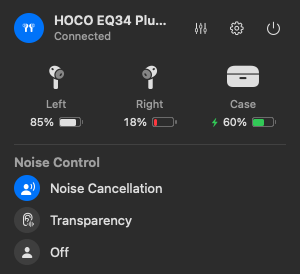 HOCO EQ34 Plu...
Connected
Left
Right
Case
85%
18%
60%
Noise Control
Noise Cancellation
Transparency
Off